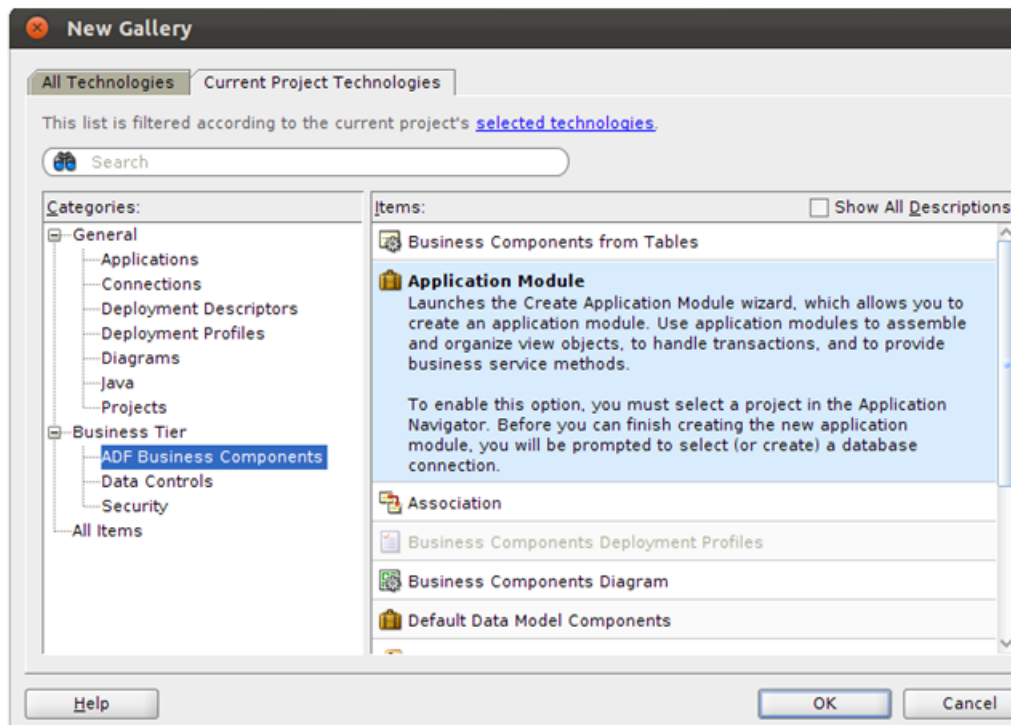 New Gallery
All Technologies
Current Project Technologies
This list is filtered according to the current project's selected technologies.
Search
Categories:
General
Applications
Connections
Deployment Descriptors
Deployment Profiles
Diagrams
Java
Projects
Business Tier
ADF Business Components
Data Controls
Security
All Items
Items:
Show All Descriptions
Business Components from Tables
Application Module
Launches the Create Application Module wizard, which allows you to
create an application module. Use application modules to assemble
and organize view objects, to handle transactions, and to provide
business service methods.
To enable this option, you must select a project in the Application
Navigator. Before you can finish creating the new application
module, you will be prompted to select (or create) a database
connection.
Association
Business Components Deployment Profiles
Business Components Diagram
Default Data Model Components
Help
OK
Cancel